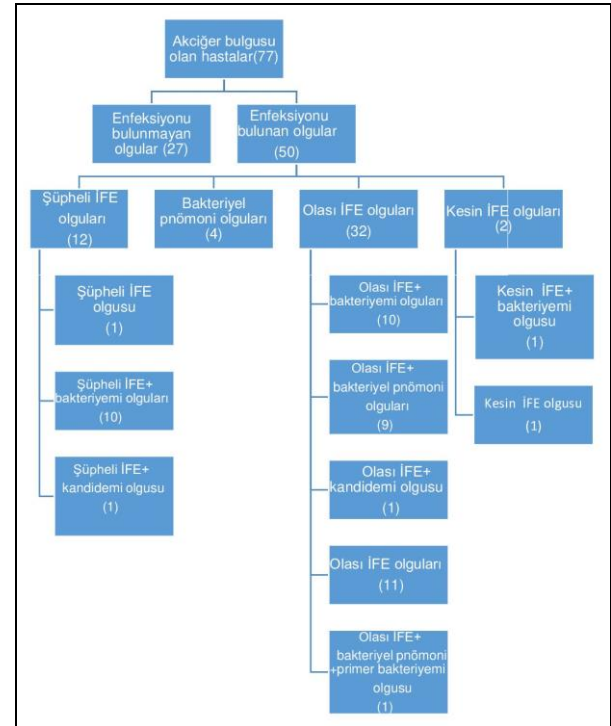 Akciğer bulgusu
olan hastalar(77)
Enfeksiyonu
bulunmayan
olgular (27)
Enfeksiyonu
bulunan olgular
(50)
Şüpheli İFE
olguları
(12)
Bakteriyel
pnömoni olguları
(4)
Olası İFE olguları
(32)
Kesin İFE olguları
(2)
Şüpheli İFE
olgusu
(1)
Şüpheli İFE+
bakteriyemi olguları
(10)
Şüpheli İFE+
kandidemi olgusu
(1)
Olası İFE+
bakteriyemi olguları
(10)
Olası İFE+
bakteriyel pnömoni
olguları
(9)
Olası İFE+
kandidemi olgusu
(1)
Olası İFE olguları
(11)
Olası İFE+
bakteriyel pnömoni
+primer bakteriyemi
olgusu
(1)
Kesin İFE+
bakteriyemi
olgusu
(1)
Kesin İFE olgusu
(1)